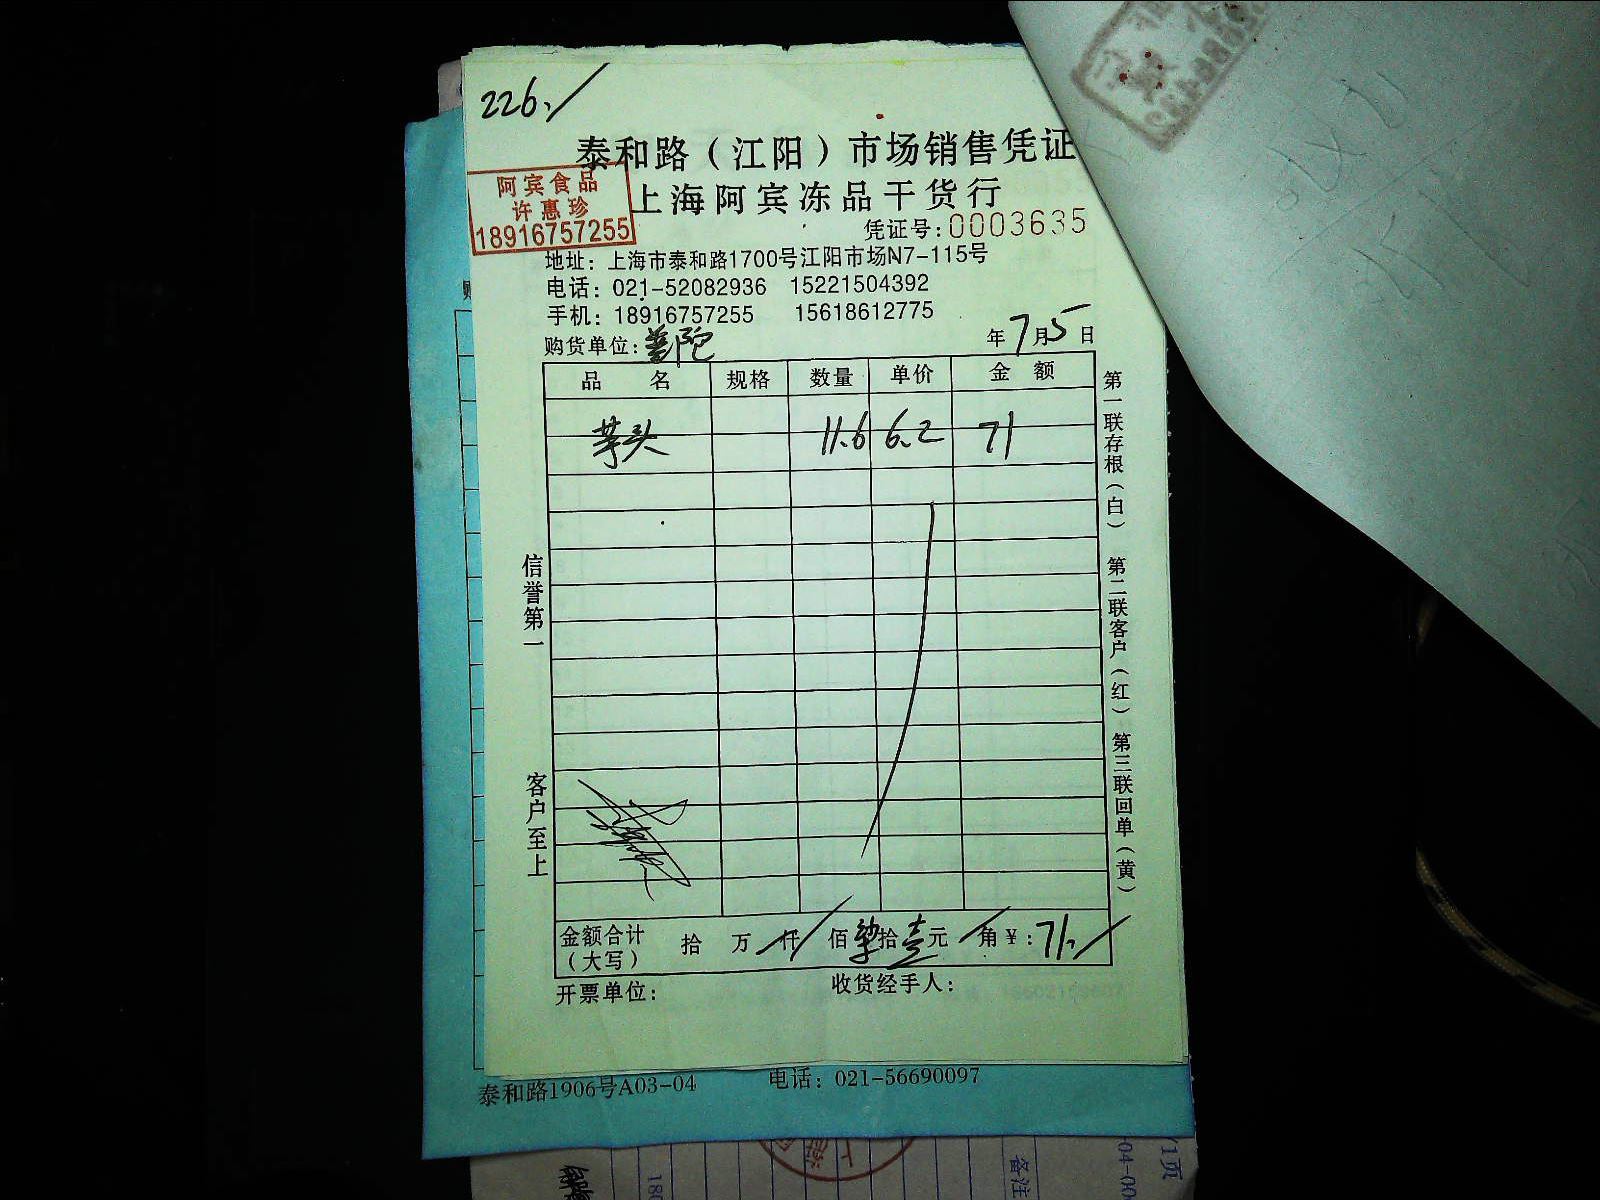 226.
泰和路（江阳）市场销售凭证
阿宾食品
许惠珍
18916757255
上海阿宾冻品干货行
凭证号:0003635
地址：上海市泰和路1700号江阳市场N7-115号
电话：021-52082936 15221504392
手机：18916757255 15618612775
购货单位:普陀 年7月5日
品名 规格 数量 单价 金额
芋头 11.6 6.2 71
信誉第一
客户至上
第一联存根（白） 第二联客户（红） 第三联回单（黄）
金额合计（大写） 拾 万 仟 佰 柒拾壹元 角 ¥:71.
开票单位: 收货经手人:
泰和路1906号A03-04 电话：021-56690097
备注
/1页